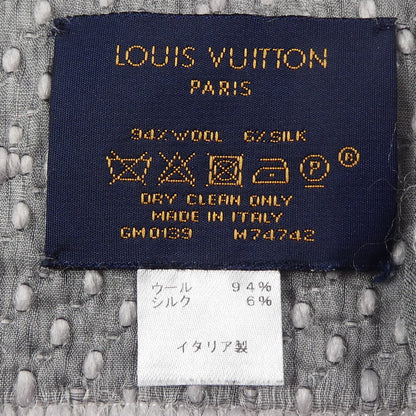 LOUIS VUITTON
PARIS
94% WOOL 6% SILK
P ®
DRY CLEAN ONLY
MADE IN ITALY
GM0139 M74742
ウール 94%
シルク 6%
イタリア製